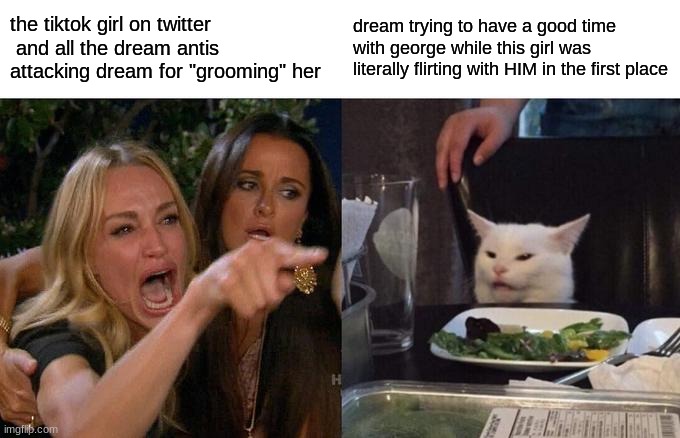 the tiktok girl on twitter
and all the dream antis
attacking dream for "grooming" her
dream trying to have a good time
with george while this girl was
literally flirting with HIM in the first place
H
imgflip.com